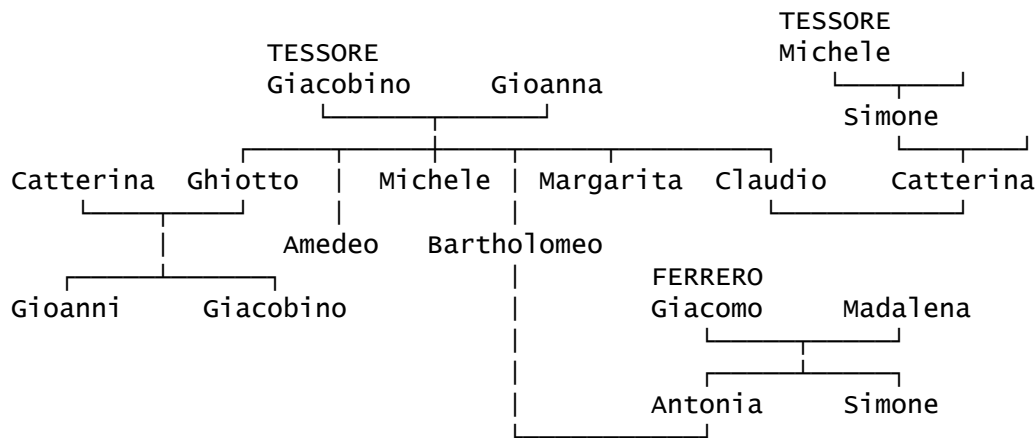 TESSORE
TESSORE Michele
Giacobino Gioanna
Simone
Catterina Ghiotto Michele Margarita Claudio Catterina
Amedeo Bartholomeo
FERRERO
Gioanni Giacobino Giacomo Madalena
Antonia Simone